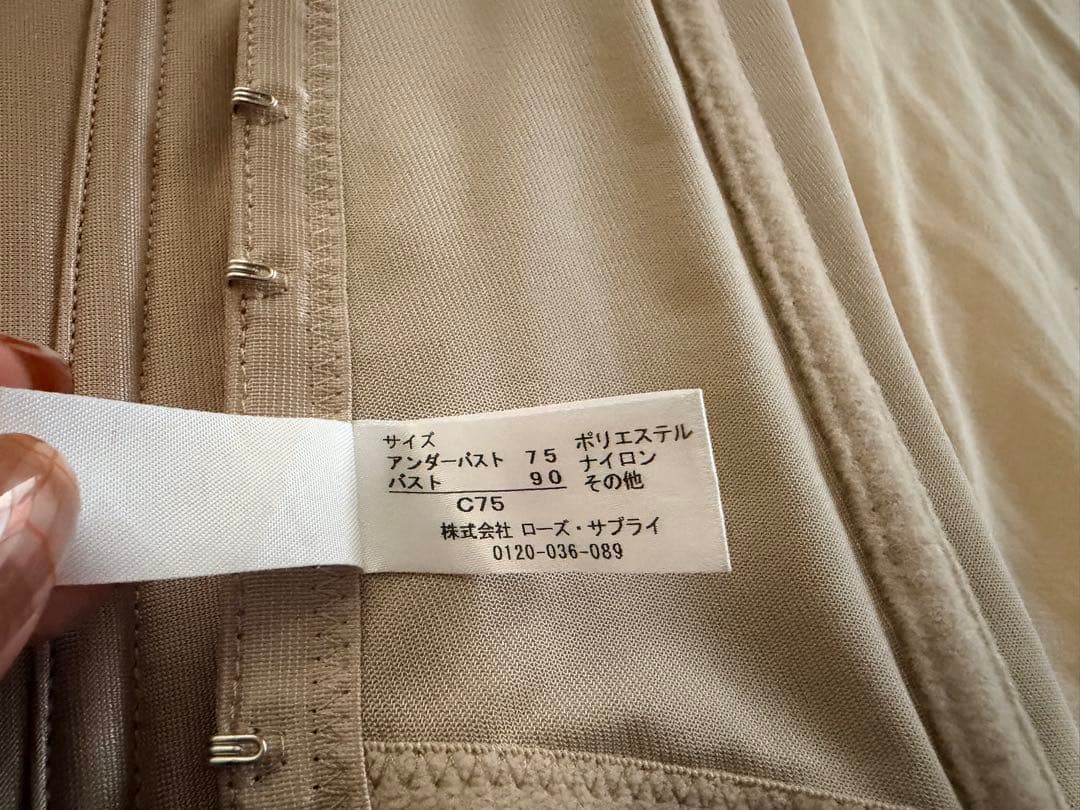 サイズ
アンダーバスト 75
バスト 90
C75
ポリエステル
ナイロン
その他
株式会社 ローズ・サプライ
0120-036-089